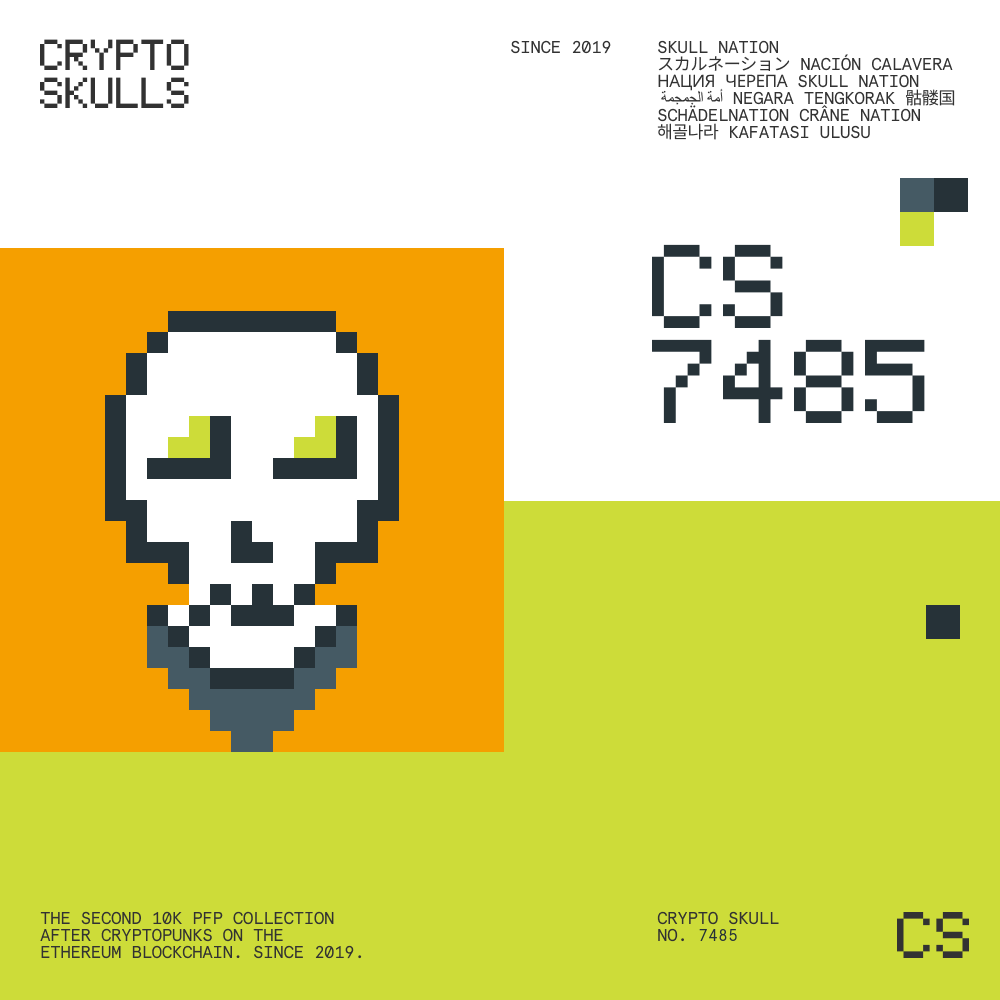 CRYPTO
SKULLS
SINCE 2019
SKULL NATION
スカルネーション NACIÓN CALAVERA
НАЦИЯ ЧЕРЕПА SKULL NATION
أمة الجمجمة NEGARA TENGKORAK 骷髅国
SCHÄDELNATION CRÂNE NATION
해골나라 KAFATASI ULUSU
CS
7485
THE SECOND 10K PFP COLLECTION
AFTER CRYPTOPUNKS ON THE
ETHEREUM BLOCKCHAIN. SINCE 2019.
CRYPTO SKULL
NO. 7485
CS